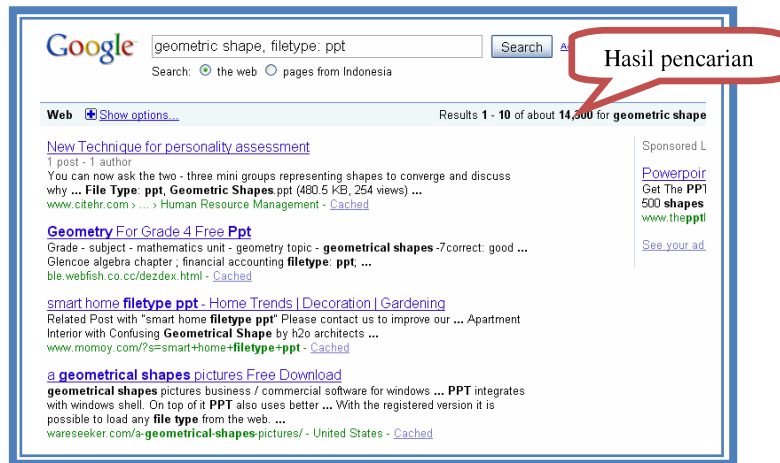 Google geometric shape, filetype: ppt Search
Search: the web pages from Indonesia
Hasil pencarian
Web Show options... Results 1 - 10 of about 14,300 for geometric shape
New Technique for personality assessment
1 post - 1 author
You can now ask the two - three mini groups representing shapes to converge and discuss
why ... File Type: ppt, Geometric Shapes.ppt (480.5 KB, 254 views) ...
www.citehr.com › ... › Human Resource Management - Cached
Geometry For Grade 4 Free Ppt
Grade - subject - mathematics unit - geometry topic - geometrical shapes -7correct: good ...
Glencoe algebra chapter ; financial accounting filetype: ppt; ...
ble.webfish.co.cc/dezdex.html - Cached
smart home filetype ppt - Home Trends | Decoration | Gardening
Related Post with "smart home filetype ppt" Please contact us to improve our ... Apartment
Interior with Confusing Geometrical Shape by h2o architects ...
www.momoy.com/?s=smart+home+filetype+ppt - Cached
a geometrical shapes pictures Free Download
geometrical shapes pictures business / commercial software for windows ... PPT integrates
with windows shell. On top of it PPT also uses better ... With the registered version it is
possible to load any file type from the web. ...
wareseeker.com/a-geometrical-shapes-pictures/ - United States - Cached
Sponsored L
Powerpoin
Get The PPT
500 shapes
www.theppt
See your ad